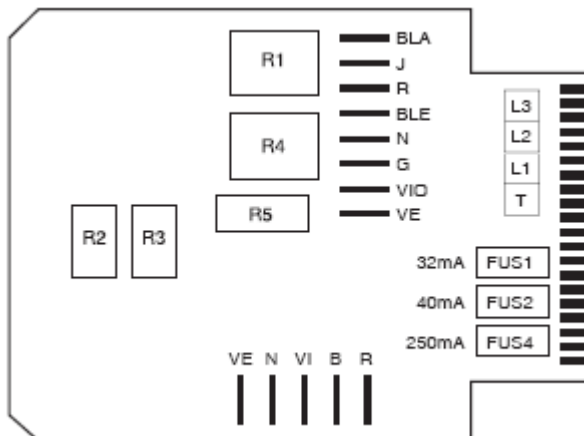 R1
R4
R5
R2
R3
BLA
J
R
BLE
N
G
VIO
VE
L3
L2
L1
T
32mA FUS1
40mA FUS2
250mA FUS4
VE N VI B R